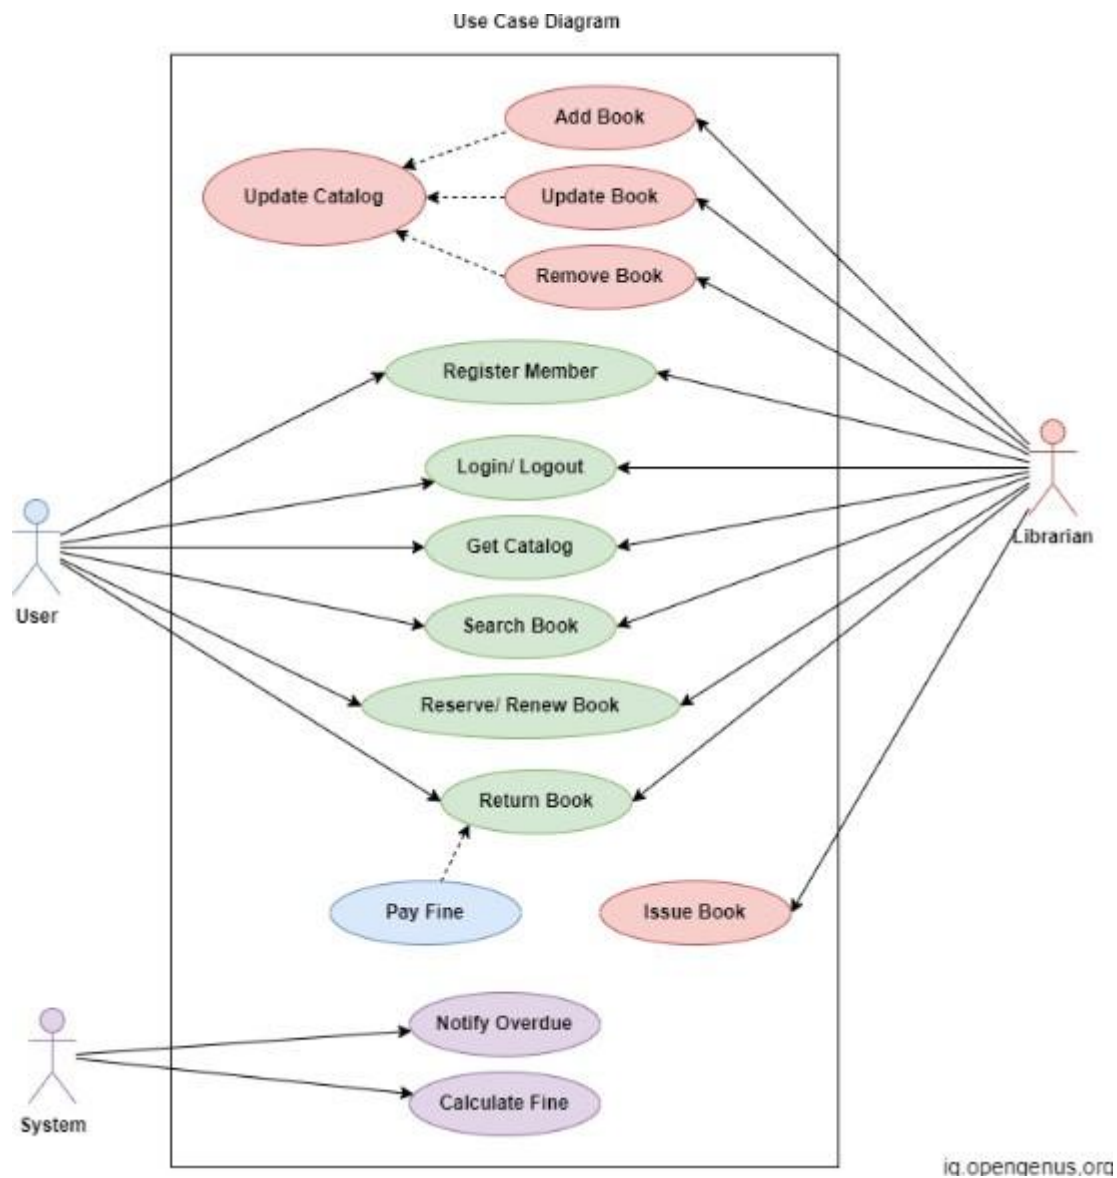 Use Case Diagram
Add Book
Update Catalog
Update Book
Remove Book
Register Member
Login/ Logout
Librarian
Get Catalog
User
Search Book
Reserve/ Renew Book
Return Book
Pay Fine
Issue Book
Notify Overdue
Calculate Fine
System
iq.opengenus.org